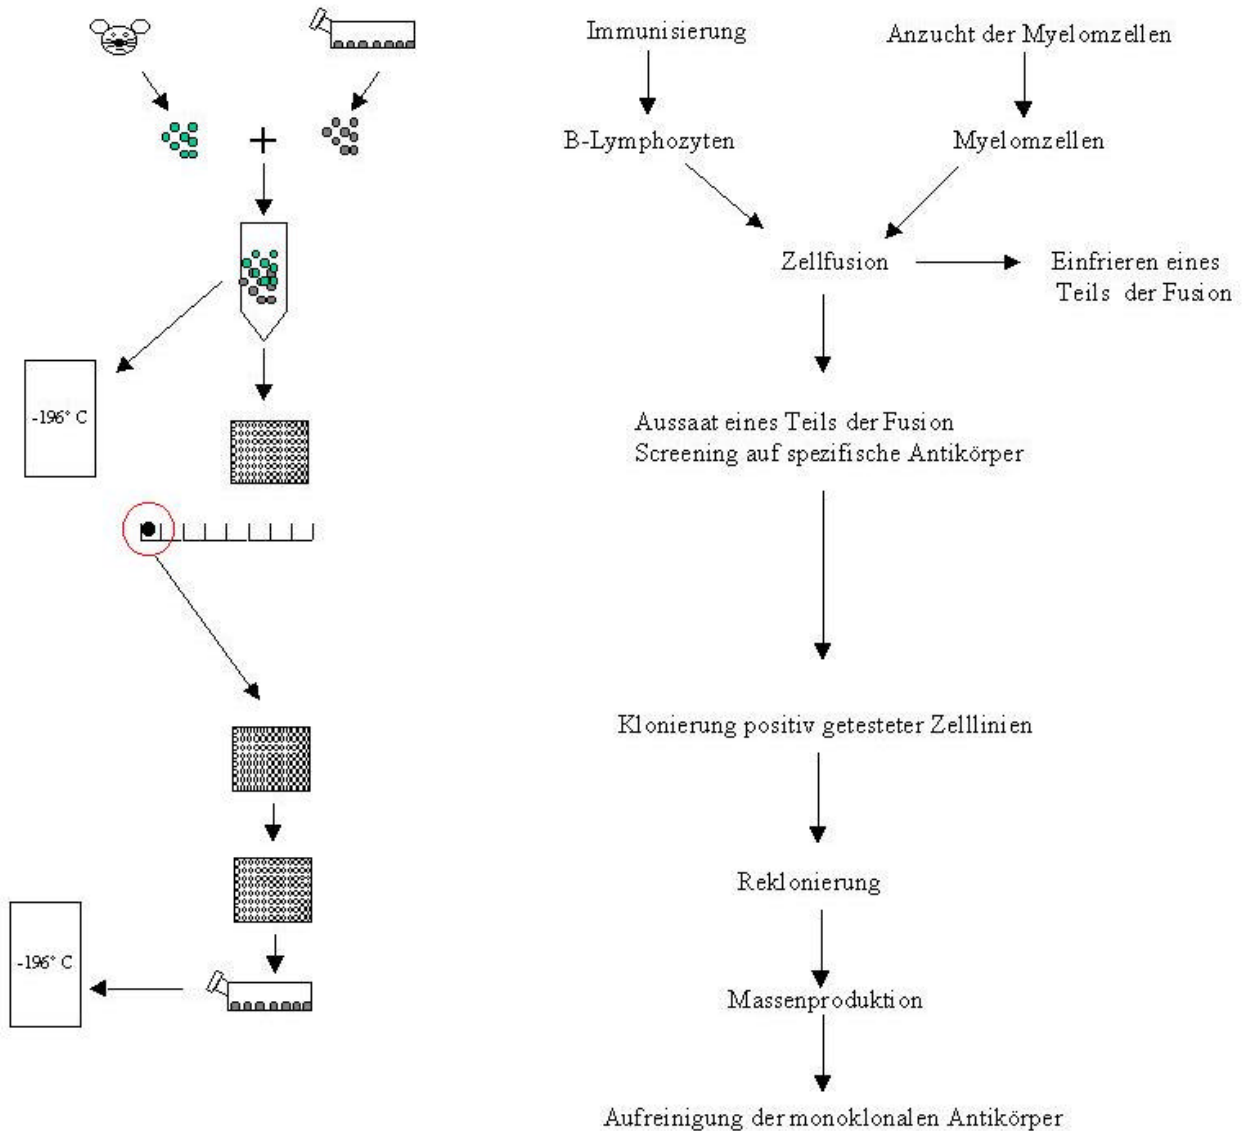 Immunisierung
Anzucht der Myelomzellen
B-Lymphozyten
Myelomzellen
Zellfusion
Einfrieren eines
Teils der Fusion
-196° C
Aussaat eines Teils der Fusion
Screening auf spezifische Antikörper
Klonierung positiv getesteter Zelllinien
Reklonierung
-196° C
Massenproduktion
Aufreinigung der monoklonalen Antikörper